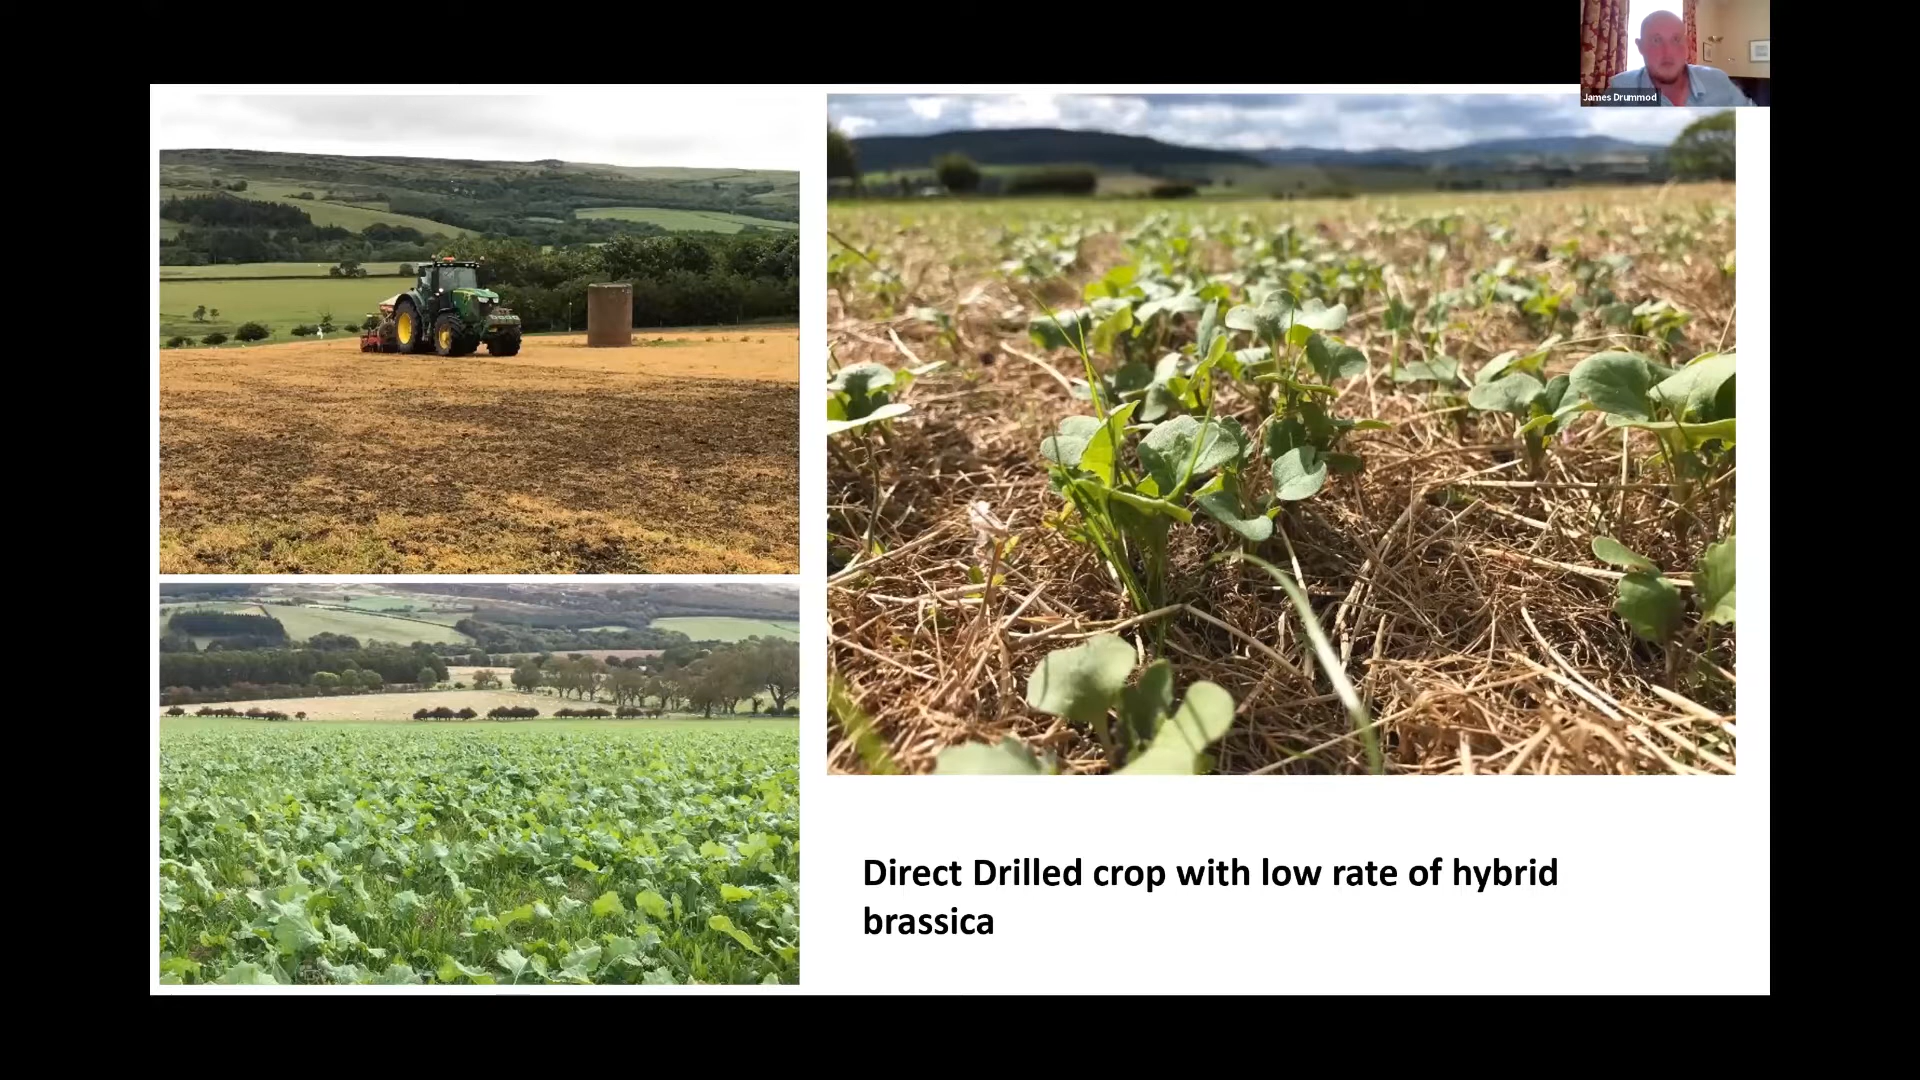 James Drummod
Direct Drilled crop with low rate of hybrid
brassica